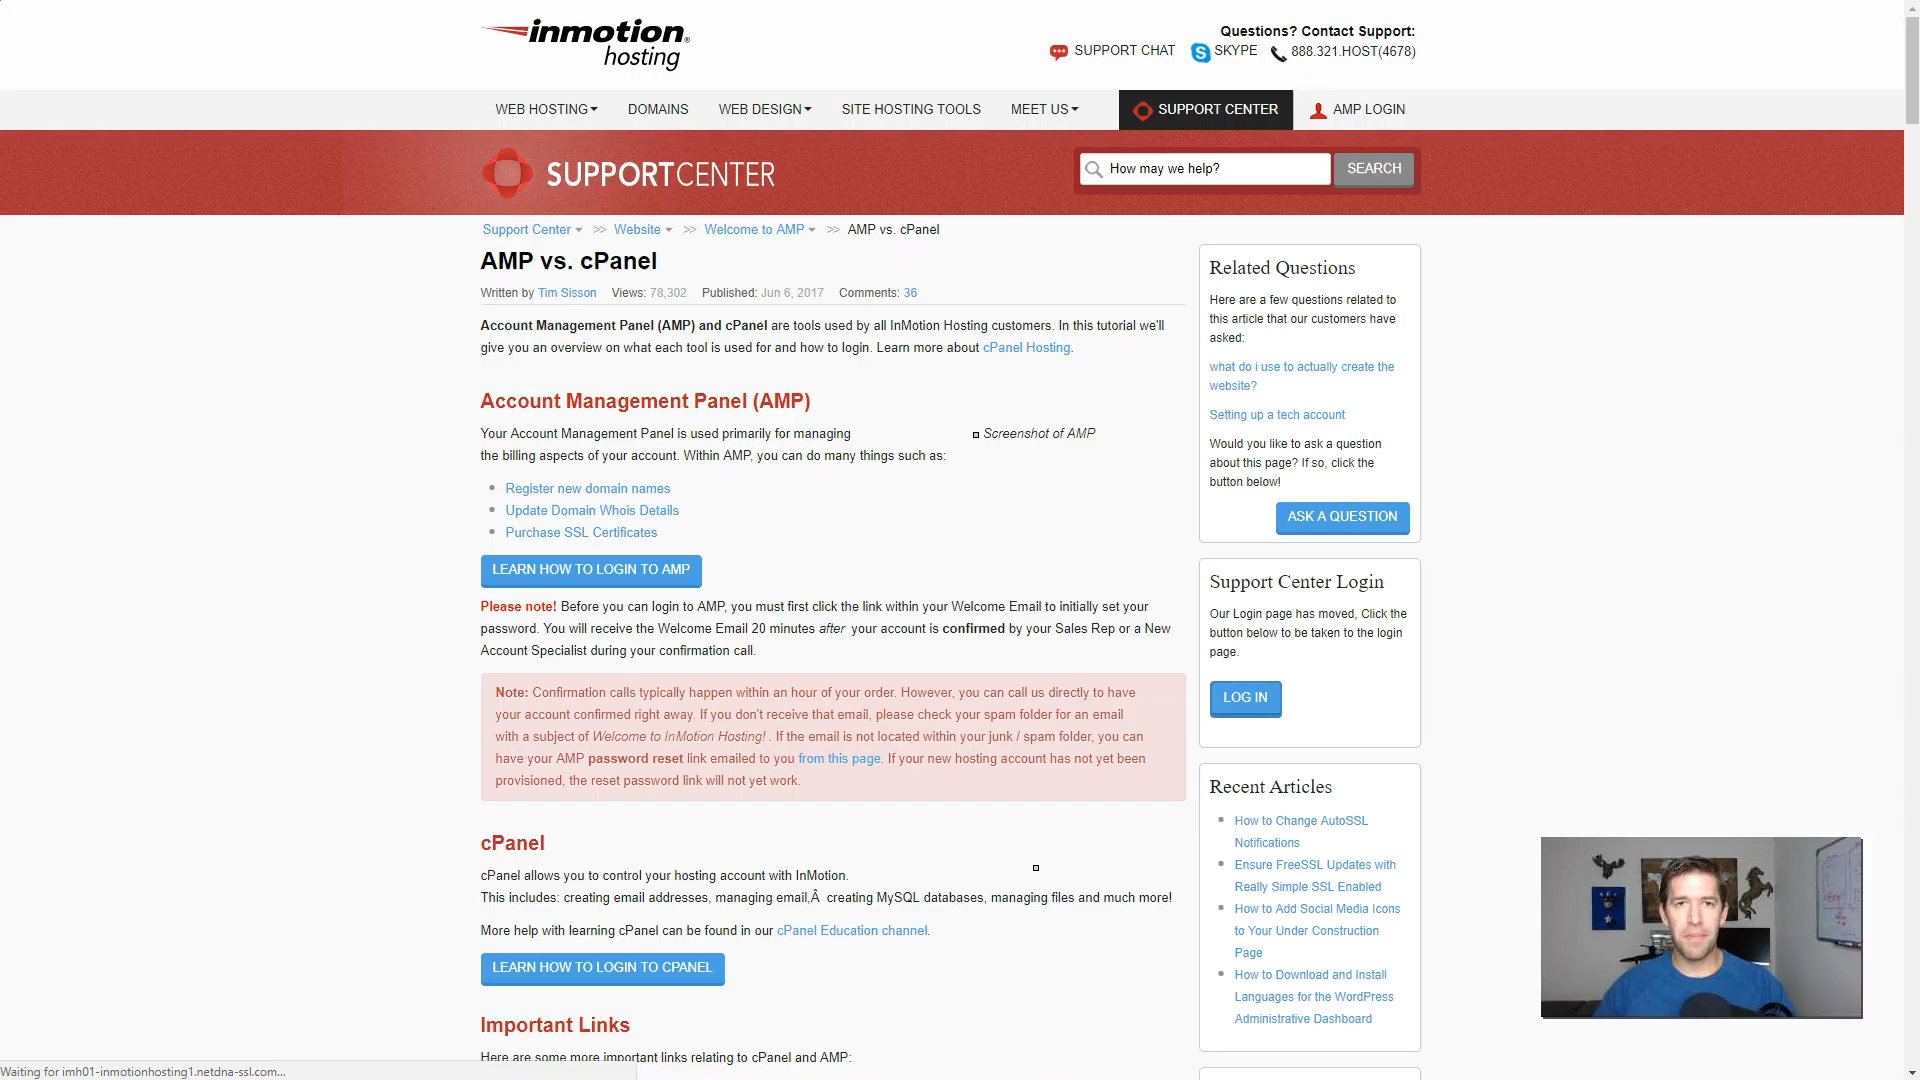 inmotion
hosting
Questions? Contact Support:
SUPPORT CHAT SKYPE 888.321.HOST(4678)
WEB HOSTING DOMAINS WEB DESIGN SITE HOSTING TOOLS MEET US SUPPORT CENTER AMP LOGIN
SUPPORTCENTER
How may we help? SEARCH
Support Center >> Website >> Welcome to AMP >> AMP vs. cPanel
AMP vs. cPanel
Written by Tim Sisson Views: 78,302 Published: Jun 6, 2017 Comments: 36
Account Management Panel (AMP) and cPanel are tools used by all InMotion Hosting customers. In this tutorial we'll
give you an overview on what each tool is used for and how to login. Learn more about cPanel Hosting.
Account Management Panel (AMP)
Your Account Management Panel is used primarily for managing
Screenshot of AMP
the billing aspects of your account. Within AMP, you can do many things such as:
Register new domain names
Update Domain Whois Details
Purchase SSL Certificates
LEARN HOW TO LOGIN TO AMP
Please note! Before you can login to AMP, you must first click the link within your Welcome Email to initially set your
password. You will receive the Welcome Email 20 minutes after your account is confirmed by your Sales Rep or a New
Account Specialist during your confirmation call.
Note: Confirmation calls typically happen within an hour of your order. However, you can call us directly to have
your account confirmed right away. If you don't receive that email, please check your spam folder for an email
with a subject of Welcome to InMotion Hosting! . If the email is not located within your junk / spam folder, you can
have your AMP password reset link emailed to you from this page. If your new hosting account has not yet been
provisioned, the reset password link will not yet work.
cPanel
cPanel allows you to control your hosting account with InMotion.
This includes: creating email addresses, managing email,Â creating MySQL databases, managing files and much more!
More help with learning cPanel can be found in our cPanel Education channel.
LEARN HOW TO LOGIN TO CPANEL
Important Links
Here are some more important links relating to cPanel and AMP:
Related Questions
Here are a few questions related to
this article that our customers have
asked:
what do i use to actually create the
website?
Setting up a tech account
Would you like to ask a question
about this page? If so, click the
button below!
ASK A QUESTION
Support Center Login
Our Login page has moved, Click the
button below to be taken to the login
page.
LOG IN
Recent Articles
How to Change AutoSSL
Notifications
Ensure FreeSSL Updates with
Really Simple SSL Enabled
How to Add Social Media Icons
to Your Under Construction
Page
How to Download and Install
Languages for the WordPress
Administrative Dashboard
Waiting for imh01-inmotionhosting1.netdna-ssl.com...